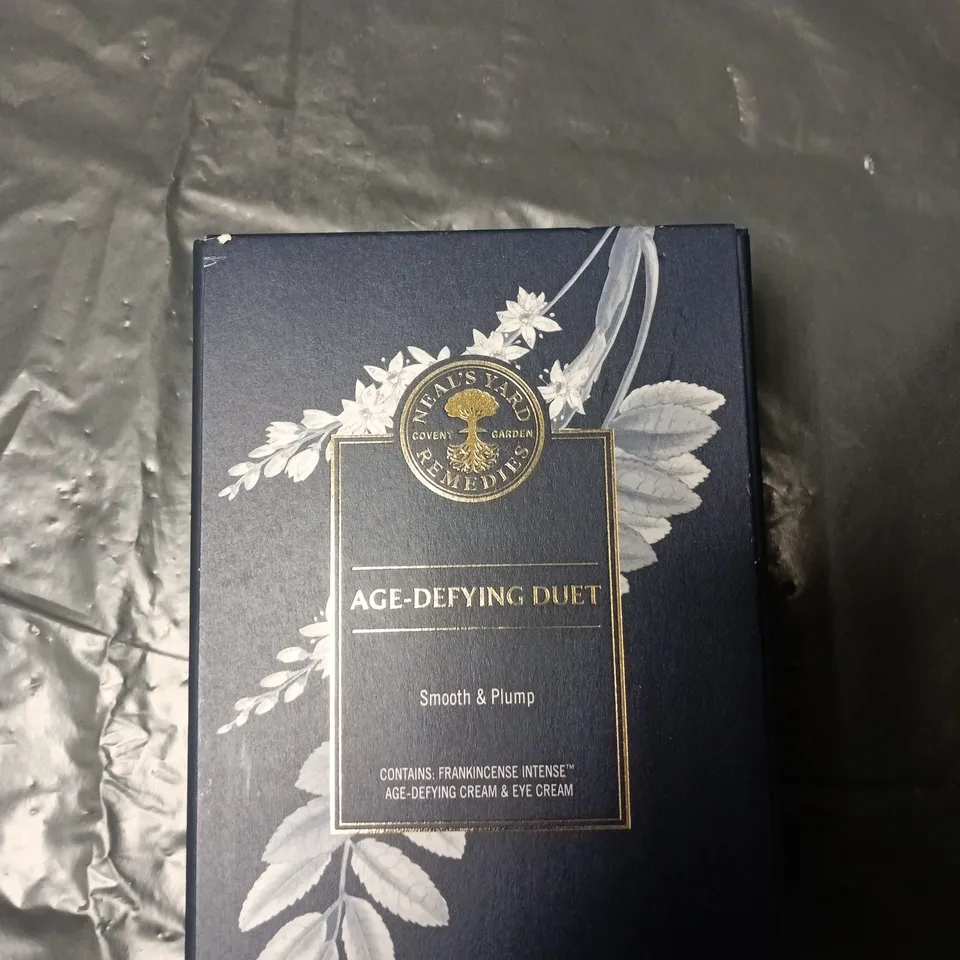 NEAL'S YARD
COVENT GARDEN
REMEDIES
AGE-DEFYING DUET
Smooth & Plump
CONTAINS: FRANKINCENSE INTENSE™
AGE-DEFYING CREAM & EYE CREAM